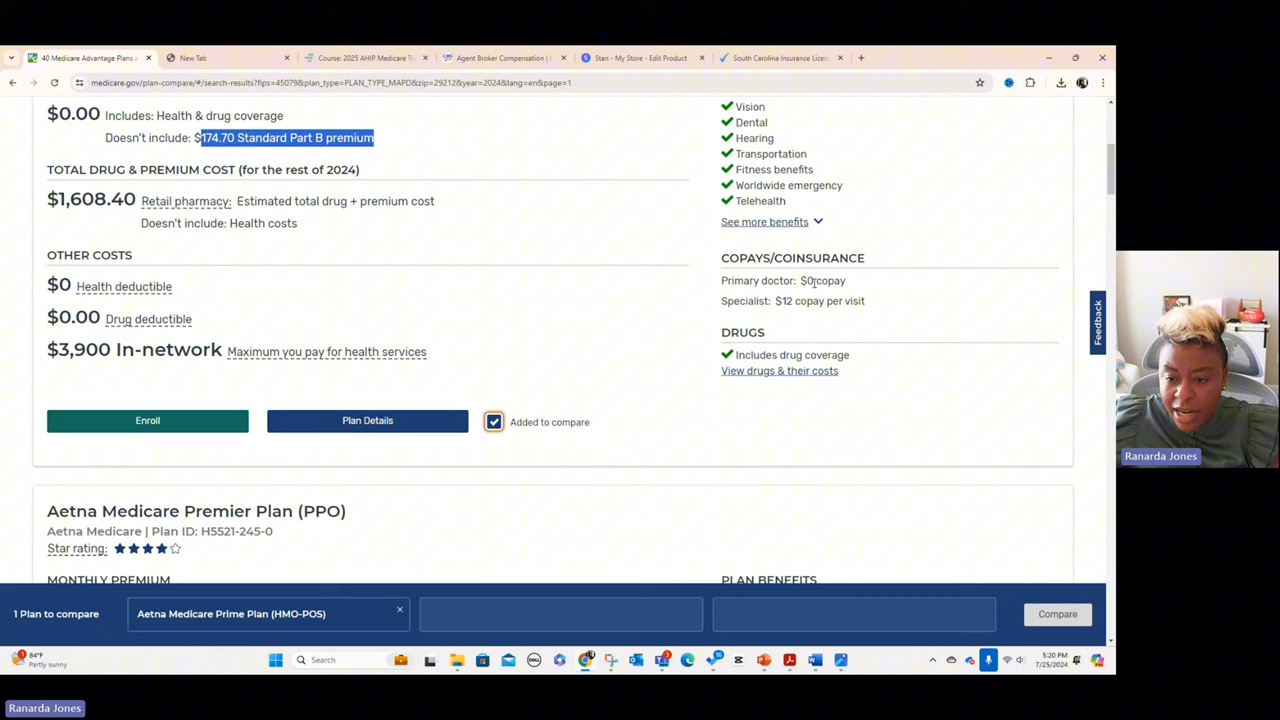 40 Medicare Advantage Plans a
New Tab
Course: 2025 AHIP Medicare Tr
Agent Broker Compensation | C
Stan - My Store - Edit Product
South Carolina Insurance Licen
medicare.gov/plan-compare/#/search-results?fips=45079&plan_type=PLAN_TYPE_MAPD&zip=29212&year=2024&lang=en&page=1
$0.00 Includes: Health & drug coverage
Doesn't include: $174.70 Standard Part B premium
TOTAL DRUG & PREMIUM COST (for the rest of 2024)
$1,608.40 Retail pharmacy: Estimated total drug + premium cost
Doesn't include: Health costs
OTHER COSTS
$0 Health deductible
$0.00 Drug deductible
$3,900 In-network Maximum you pay for health services
Enroll
Plan Details
Added to compare
Vision
Dental
Hearing
Transportation
Fitness benefits
Worldwide emergency
Telehealth
See more benefits
COPAYS/COINSURANCE
Primary doctor: $0 copay
Specialist: $12 copay per visit
DRUGS
Includes drug coverage
View drugs & their costs
Feedback
Aetna Medicare Premier Plan (PPO)
Aetna Medicare | Plan ID: H5521-245-0
Star rating:
MONTHLY PREMIUM
PLAN BENEFITS
1 Plan to compare
Aetna Medicare Prime Plan (HMO-POS)
Compare
84°F
Partly sunny
Search
5:20 PM
7/25/2024
Ranarda Jones
Ranarda Jones